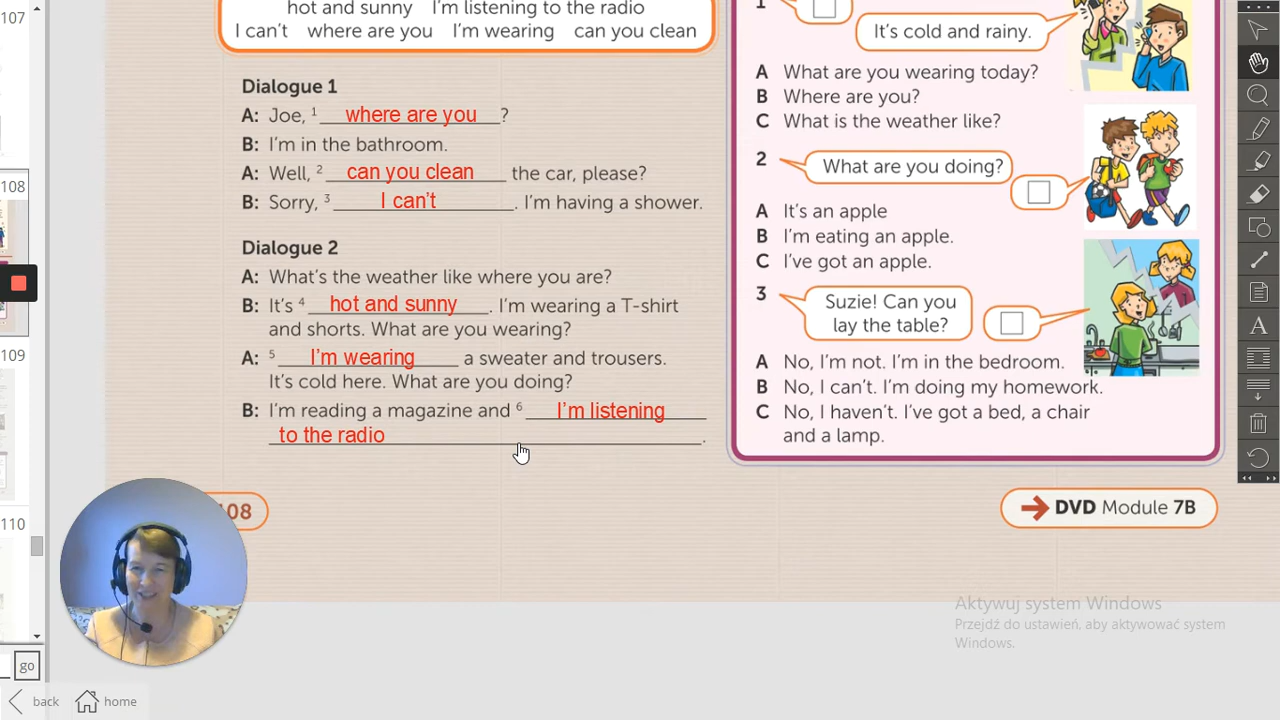 107
108
109
110
go
back
home
hot and sunny I'm listening to the radio
I can't where are you I'm wearing can you clean
Dialogue 1
A: Joe, 1 where are you ?
B: I'm in the bathroom.
A: Well, 2 can you clean the car, please?
B: Sorry, 3 I can't . I'm having a shower.
Dialogue 2
A: What's the weather like where you are?
B: It's 4 hot and sunny . I'm wearing a T-shirt
and shorts. What are you wearing?
A: 5 I'm wearing a sweater and trousers.
It's cold here. What are you doing?
B: I'm reading a magazine and 6 I'm listening
to the radio .
08
1
It's cold and rainy.
A What are you wearing today?
B Where are you?
C What is the weather like?
2 What are you doing?
A It's an apple
B I'm eating an apple.
C I've got an apple.
3 Suzie! Can you
lay the table?
A No, I'm not. I'm in the bedroom.
B No, I can't. I'm doing my homework.
C No, I haven't. I've got a bed, a chair
and a lamp.
DVD Module 7B
Aktywuj system Windows
Przejdź do ustawień, aby aktywować system
Windows.